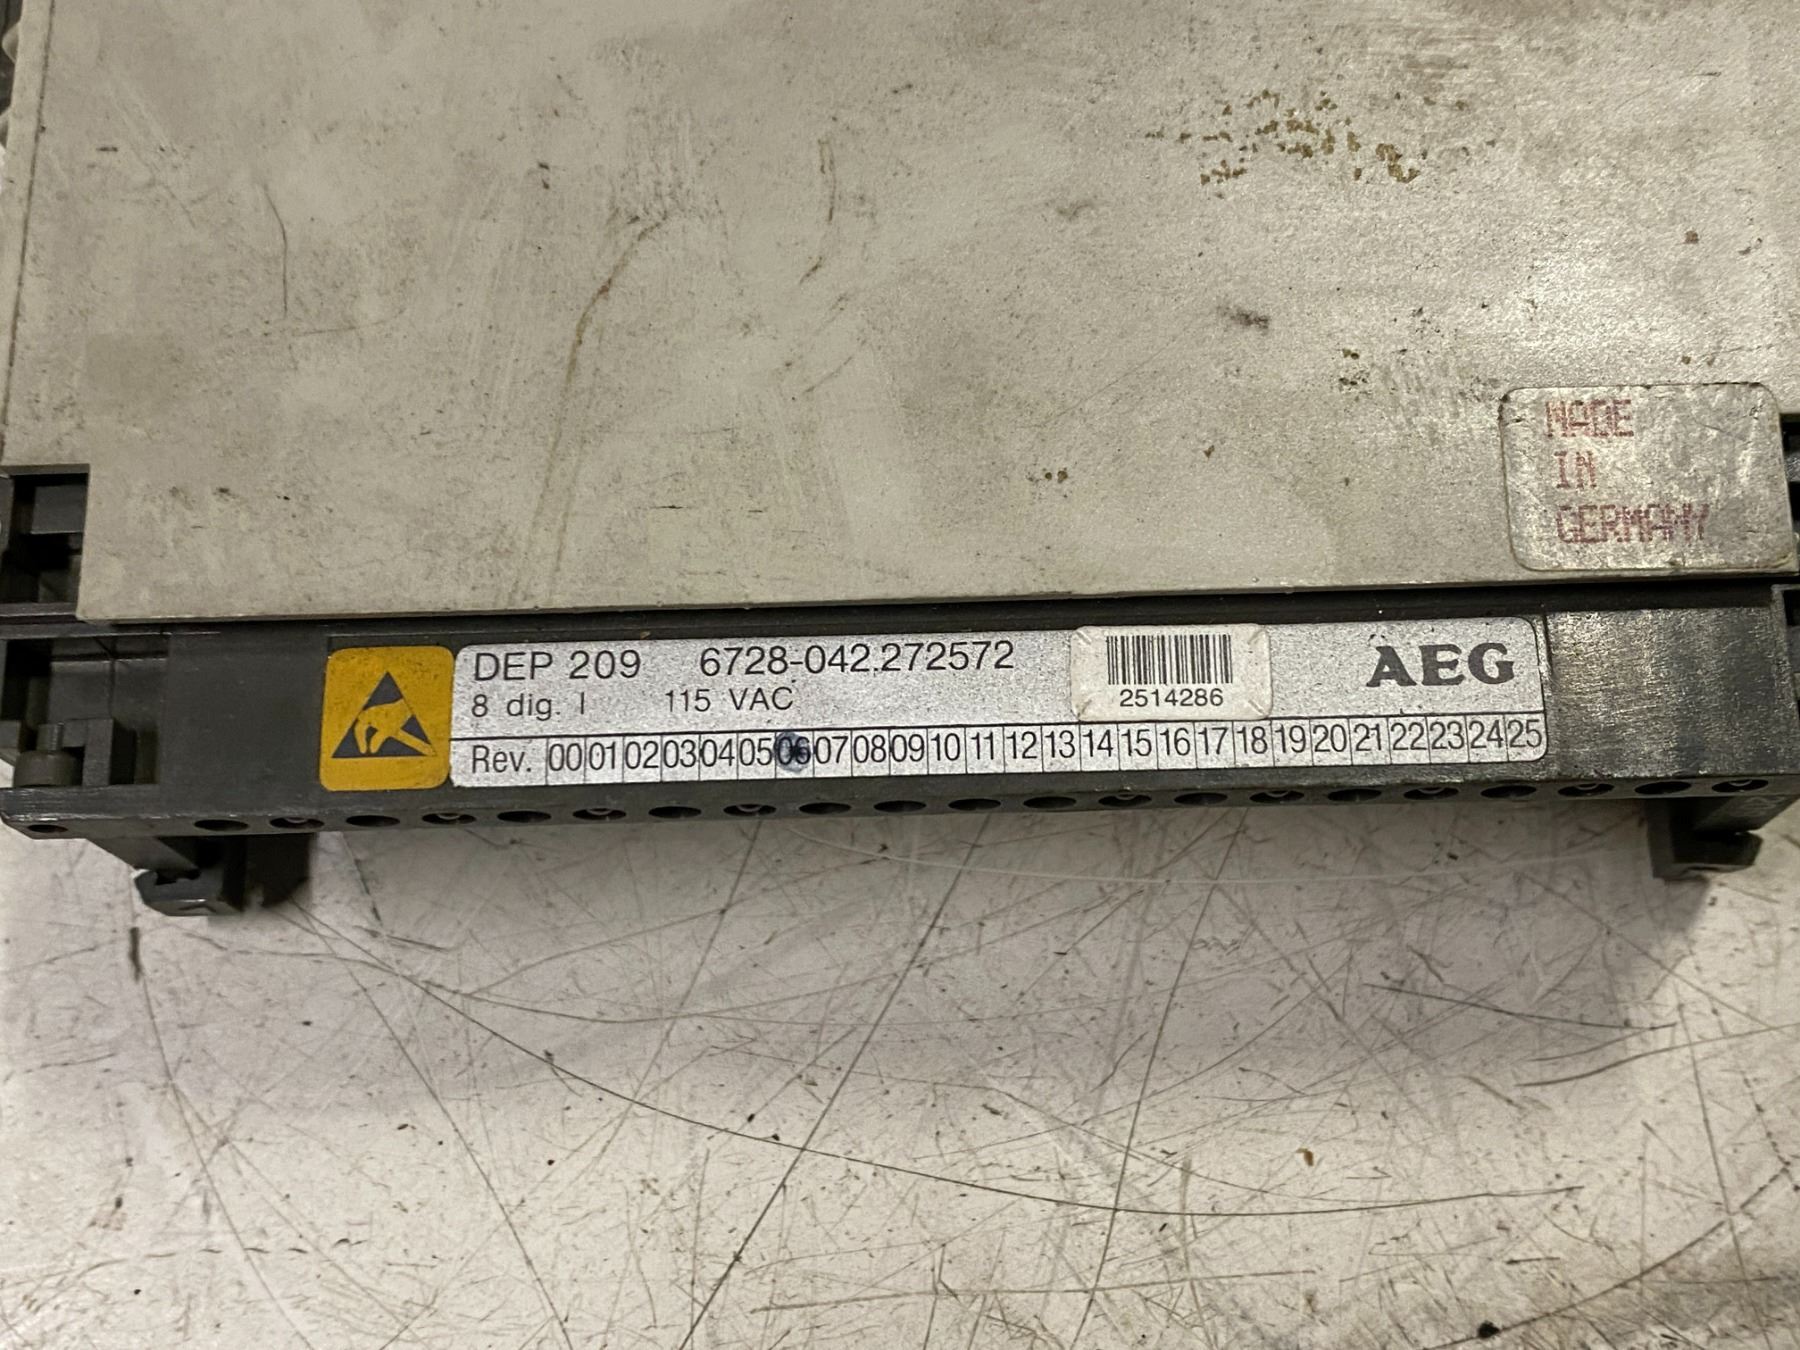 MADE
IN
GERMANY
DEP 209 6728-042.272572
8 dig. I 115 VAC
2514286
AEG
Rev. 00 01 02 03 04 05 06 07 08 09 10 11 12 13 14 15 16 17 18 19 20 21 22 23 24 25